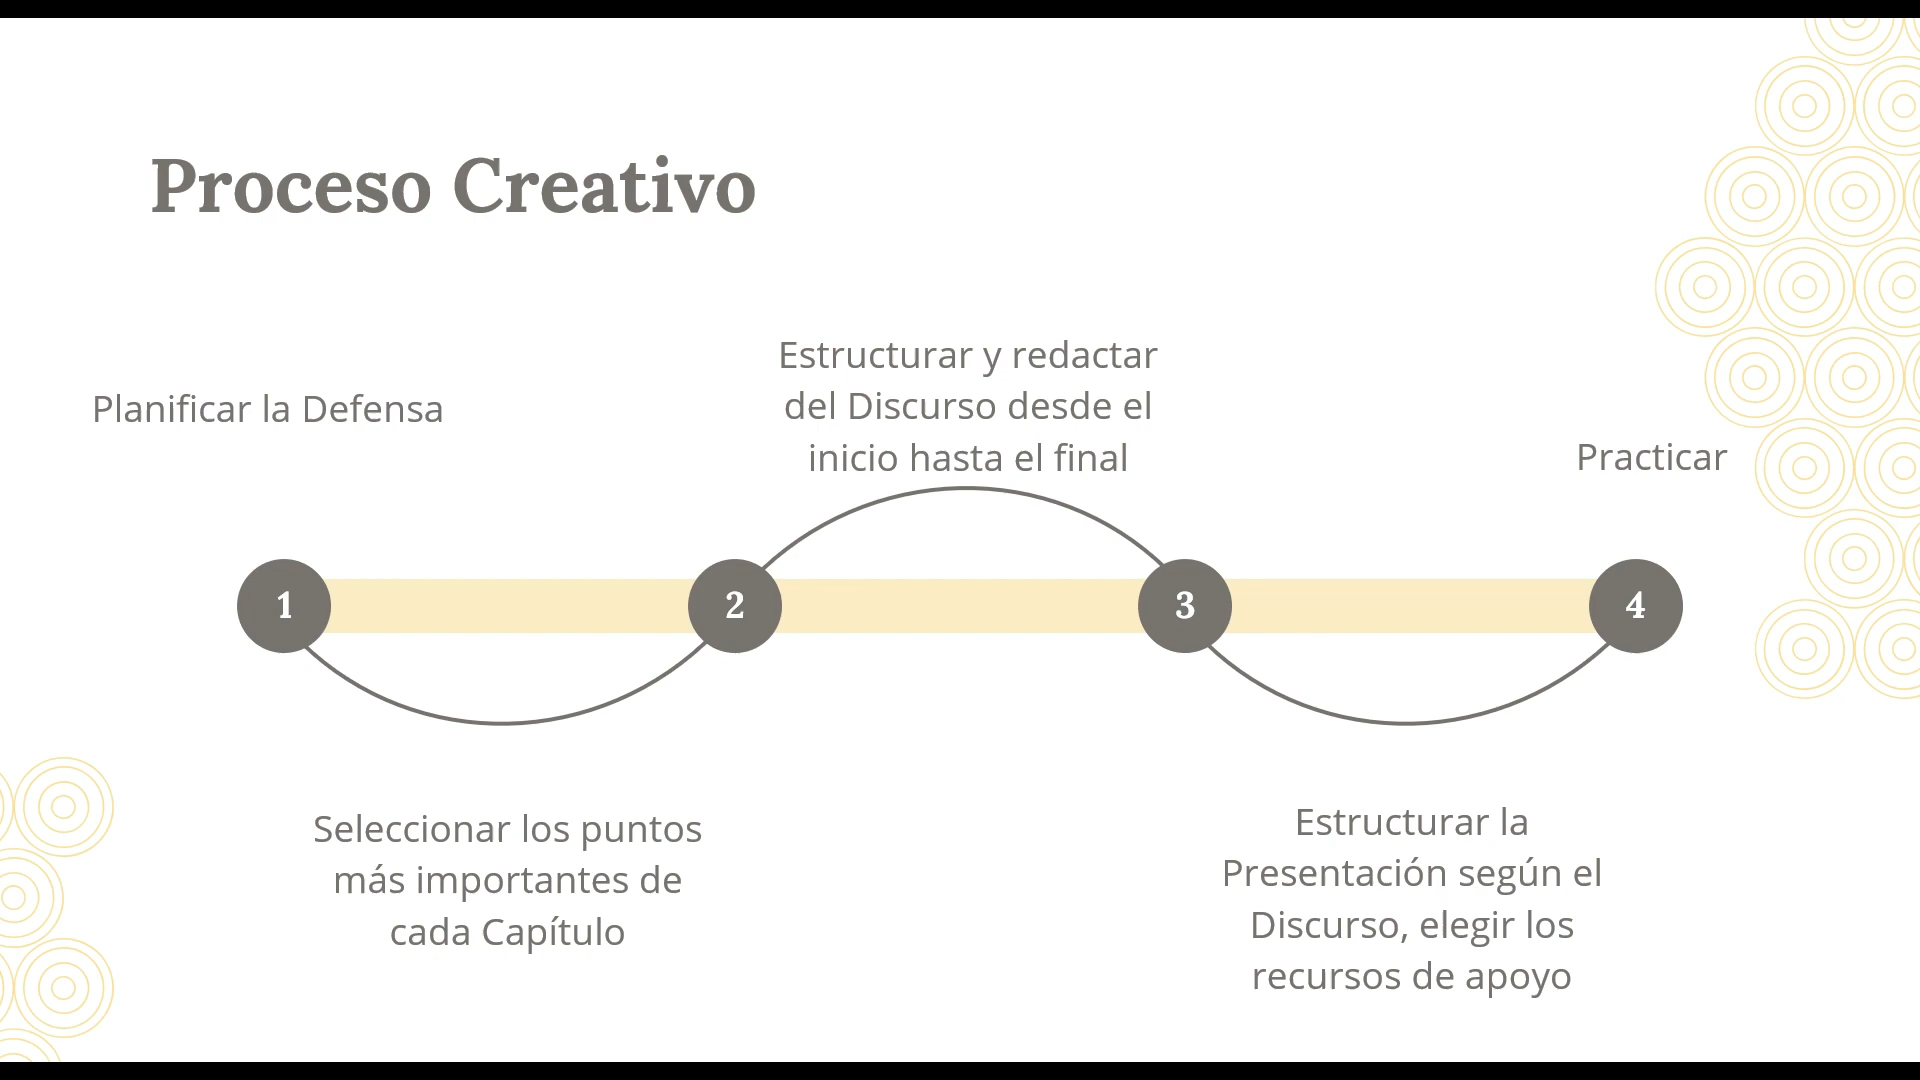 Proceso Creativo
Planificar la Defensa
Estructurar y redactar
del Discurso desde el
inicio hasta el final
Practicar
1
2
3
4
Seleccionar los puntos
más importantes de
cada Capítulo
Estructurar la
Presentación según el
Discurso, elegir los
recursos de apoyo